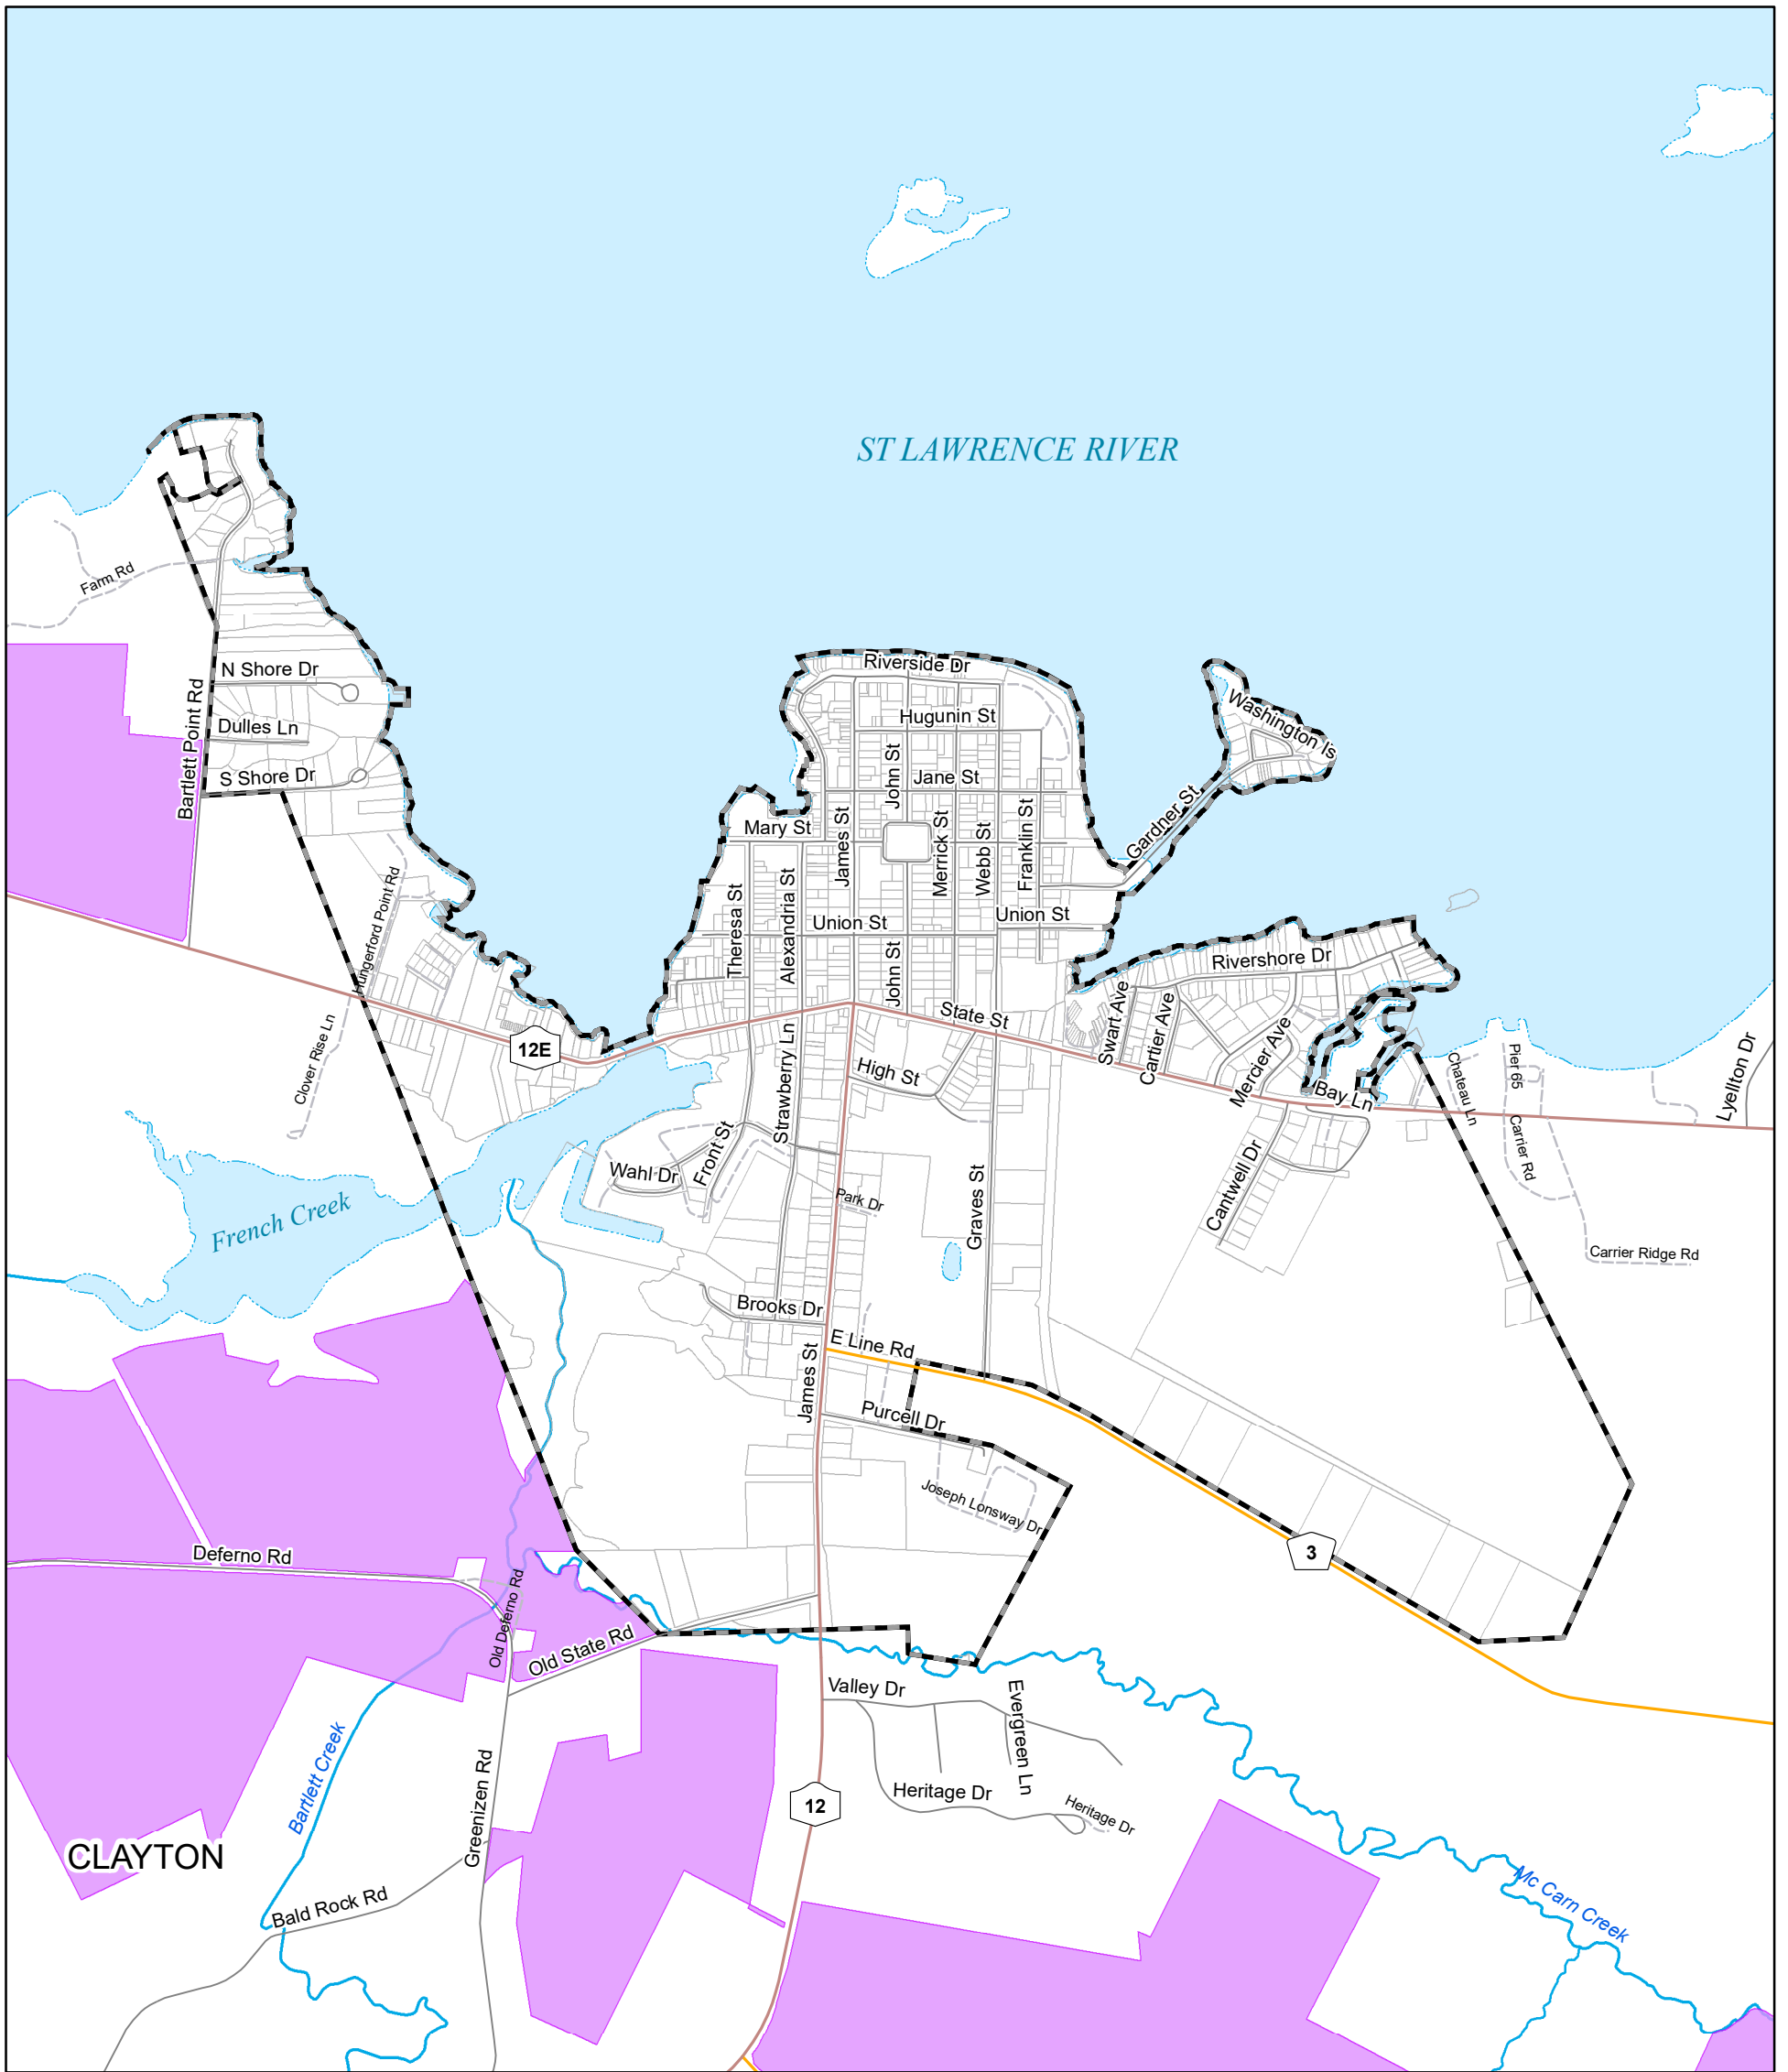 ST LAWRENCE RIVER
Farm Rd
N Shore Dr
Bartlett Point Rd
Dulles Ln
S Shore Dr
Riverside Dr
Hugunin St
Washington Is
John St
Jane St
Gardner St
James St
Mary St
Merrick St
Webb St
Franklin St
Hungerford Point Rd
Theresa St
Alexandria St
Union St
Union St
John St
Rivershore Dr
State St
Swart Ave
Cartier Ave
Mercier Ave
12E
Clover Rise Ln
Strawberry Ln
High St
Bay Ln
Chateau Ln
Pier 65
Lyellton Dr
Carrier Rd
Front St
Wahl Dr
Park Dr
Graves St
Cantwell Dr
French Creek
Carrier Ridge Rd
Brooks Dr
E Line Rd
James St
Purcell Dr
Joseph Lonsway Dr
3
Deferno Rd
Old Deferno Rd
Old State Rd
Valley Dr
Evergreen Ln
Bartlett Creek
Greenizen Rd
Heritage Dr
12
Heritage Dr
CLAYTON
Bald Rock Rd
Mc Carn Creek